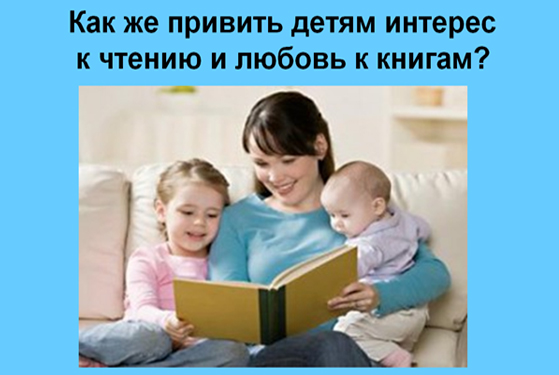 Как же привить детям интерес
к чтению и любовь к книгам?